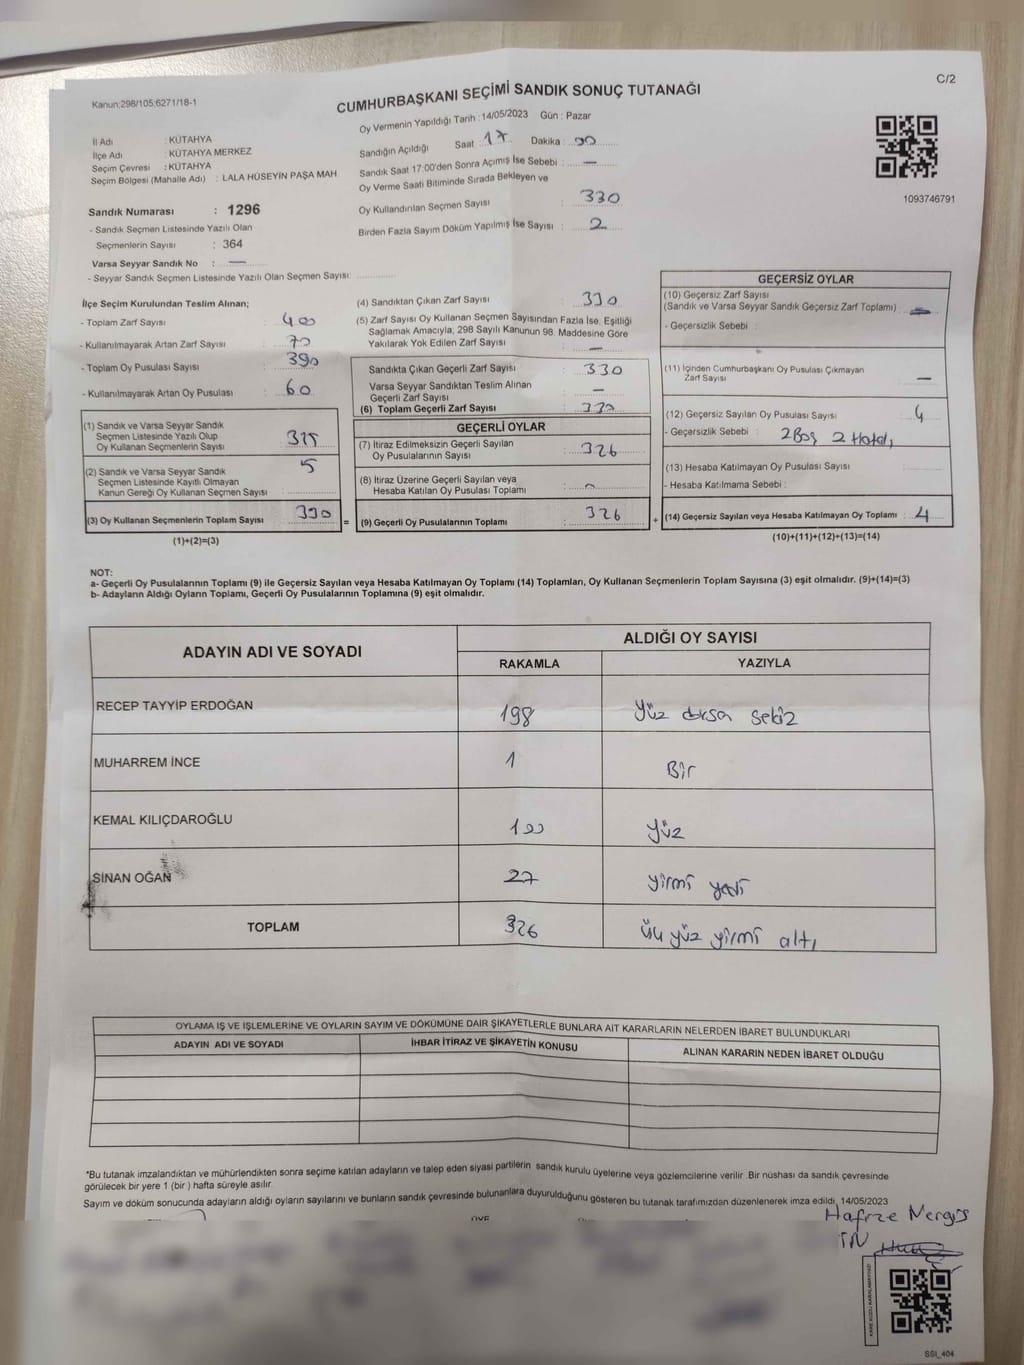 C/2
Kanun;298/105;6271/18-1
CUMHURBAŞKANI SEÇİMİ SANDIK SONUÇ TUTANAĞI
Oy Vermenin Yapıldığı Tarih : 14/05/2023 Gün : Pazar
İl Adı : KÜTAHYA
İlçe Adı : KÜTAHYA MERKEZ
Seçim Çevresi : KÜTAHYA
Seçim Bölgesi (Mahalle Adı) : LALA HÜSEYİN PAŞA MAH
Sandık Numarası : 1296
- Sandık Seçmen Listesinde Yazılı Olan
Seçmenlerin Sayısı : 364
Varsa Seyyar Sandık No : —
- Seyyar Sandık Seçmen Listesinde Yazılı Olan Seçmen Sayısı:
Sandığın Açıldığı Saat : 17 Dakika : 00
Sandık Saat 17:00'den Sonra Açımış İse Sebebi : —
Oy Verme Saati Bitiminde Sırada Bekleyen ve
Oy Kullandırılan Seçmen Sayısı : 330
Birden Fazla Sayım Döküm Yapılmış İse Sayısı : 2
1093746791
İlçe Seçim Kurulundan Teslim Alınan;
- Toplam Zarf Sayısı : 400
- Kullanılmayarak Artan Zarf Sayısı : 70
- Toplam Oy Pusulası Sayısı : 390
- Kullanılmayarak Artan Oy Pusulası : 60
(1) Sandık ve Varsa Seyyar Sandık
Seçmen Listesinde Yazılı Olup
Oy Kullanan Seçmenlerin Sayısı : 325
(2) Sandık ve Varsa Seyyar Sandık
Seçmen Listesinde Kayıtlı Olmayan
Kanun Gereği Oy Kullanan Seçmen Sayısı : 5
(3) Oy Kullanan Seçmenlerin Toplam Sayısı : 330 =
(1)+(2)=(3)
(4) Sandıktan Çıkan Zarf Sayısı : 330
(5) Zarf Sayısı Oy Kullanan Seçmen Sayısından Fazla İse, Eşitliği
Sağlamak Amacıyla; 298 Sayılı Kanunun 98. Maddesine Göre
Yakılarak Yok Edilen Zarf Sayısı : —
Sandıkta Çıkan Geçerli Zarf Sayısı : 330
Varsa Seyyar Sandıktan Teslim Alınan
Geçerli Zarf Sayısı : —
(6) Toplam Geçerli Zarf Sayısı : 330
GEÇERLİ OYLAR
(7) İtiraz Edilmeksizin Geçerli Sayılan
Oy Pusulalarının Sayısı : 326
(8) İtiraz Üzerine Geçerli Sayılan veya
Hesaba Katılan Oy Pusulası Toplamı : 0
(9) Geçerli Oy Pusulalarının Toplamı : 326 +
GEÇERSİZ OYLAR
(10) Geçersiz Zarf Sayısı
(Sandık ve Varsa Seyyar Sandık Geçersiz Zarf Toplamı) : —
- Geçersizlik Sebebi :
(11) İçinden Cumhurbaşkanı Oy Pusulası Çıkmayan
Zarf Sayısı : —
(12) Geçersiz Sayılan Oy Pusulası Sayısı : 4
- Geçersizlik Sebebi : 2 Boş 2 Hatalı
(13) Hesaba Katılmayan Oy Pusulası Sayısı :
- Hesaba Katılmama Sebebi :
(14) Geçersiz Sayılan veya Hesaba Katılmayan Oy Toplamı : 4
(10)+(11)+(12)+(13)=(14)
NOT:
a- Geçerli Oy Pusulalarının Toplamı (9) ile Geçersiz Sayılan veya Hesaba Katılmayan Oy Toplamı (14) Toplamları, Oy Kullanan Seçmenlerin Toplam Sayısına (3) eşit olmalıdır. (9)+(14)=(3)
b- Adayların Aldığı Oyların Toplamı, Geçerli Oy Pusulalarının Toplamına (9) eşit olmalıdır.
ADAYIN ADI VE SOYADI ALDIĞI OY SAYISI
RAKAMLA YAZIYLA
RECEP TAYYİP ERDOĞAN 198 yüz doksan sekiz
MUHARREM İNCE 1 Bir
KEMAL KILIÇDAROĞLU 100 yüz
SİNAN OĞAN 27 yirmi yedi
TOPLAM 326 üç yüz yirmi altı
OYLAMA İŞ VE İŞLEMLERİNE VE OYLARIN SAYIM VE DÖKÜMÜNE DAİR ŞİKAYETLERLE BUNLARA AİT KARARLARIN NELERDEN İBARET BULUNDUKLARI
ADAYIN ADI VE SOYADI İHBAR İTİRAZ VE ŞİKAYETİN KONUSU ALINAN KARARIN NEDEN İBARET OLDUĞU
*Bu tutanak imzalandıktan ve mühürlendikten sonra seçime katılan adayların ve talep eden siyasi partilerin sandık kurulu üyelerine veya gözlemcilerine verilir. Bir nüshası da sandık çevresinde
görülecek bir yere 1 (bir) hafta süreyle asılır.
Sayım ve döküm sonucunda adayların aldığı oyların sayılarını ve bunların sandık çevresinde bulunanlara duyurulduğunu gösteren bu tutanak tarafımızdan düzenlenerek imza edildi, 14/05/2023
ÜYE
Hafize Nergis
SSI_404